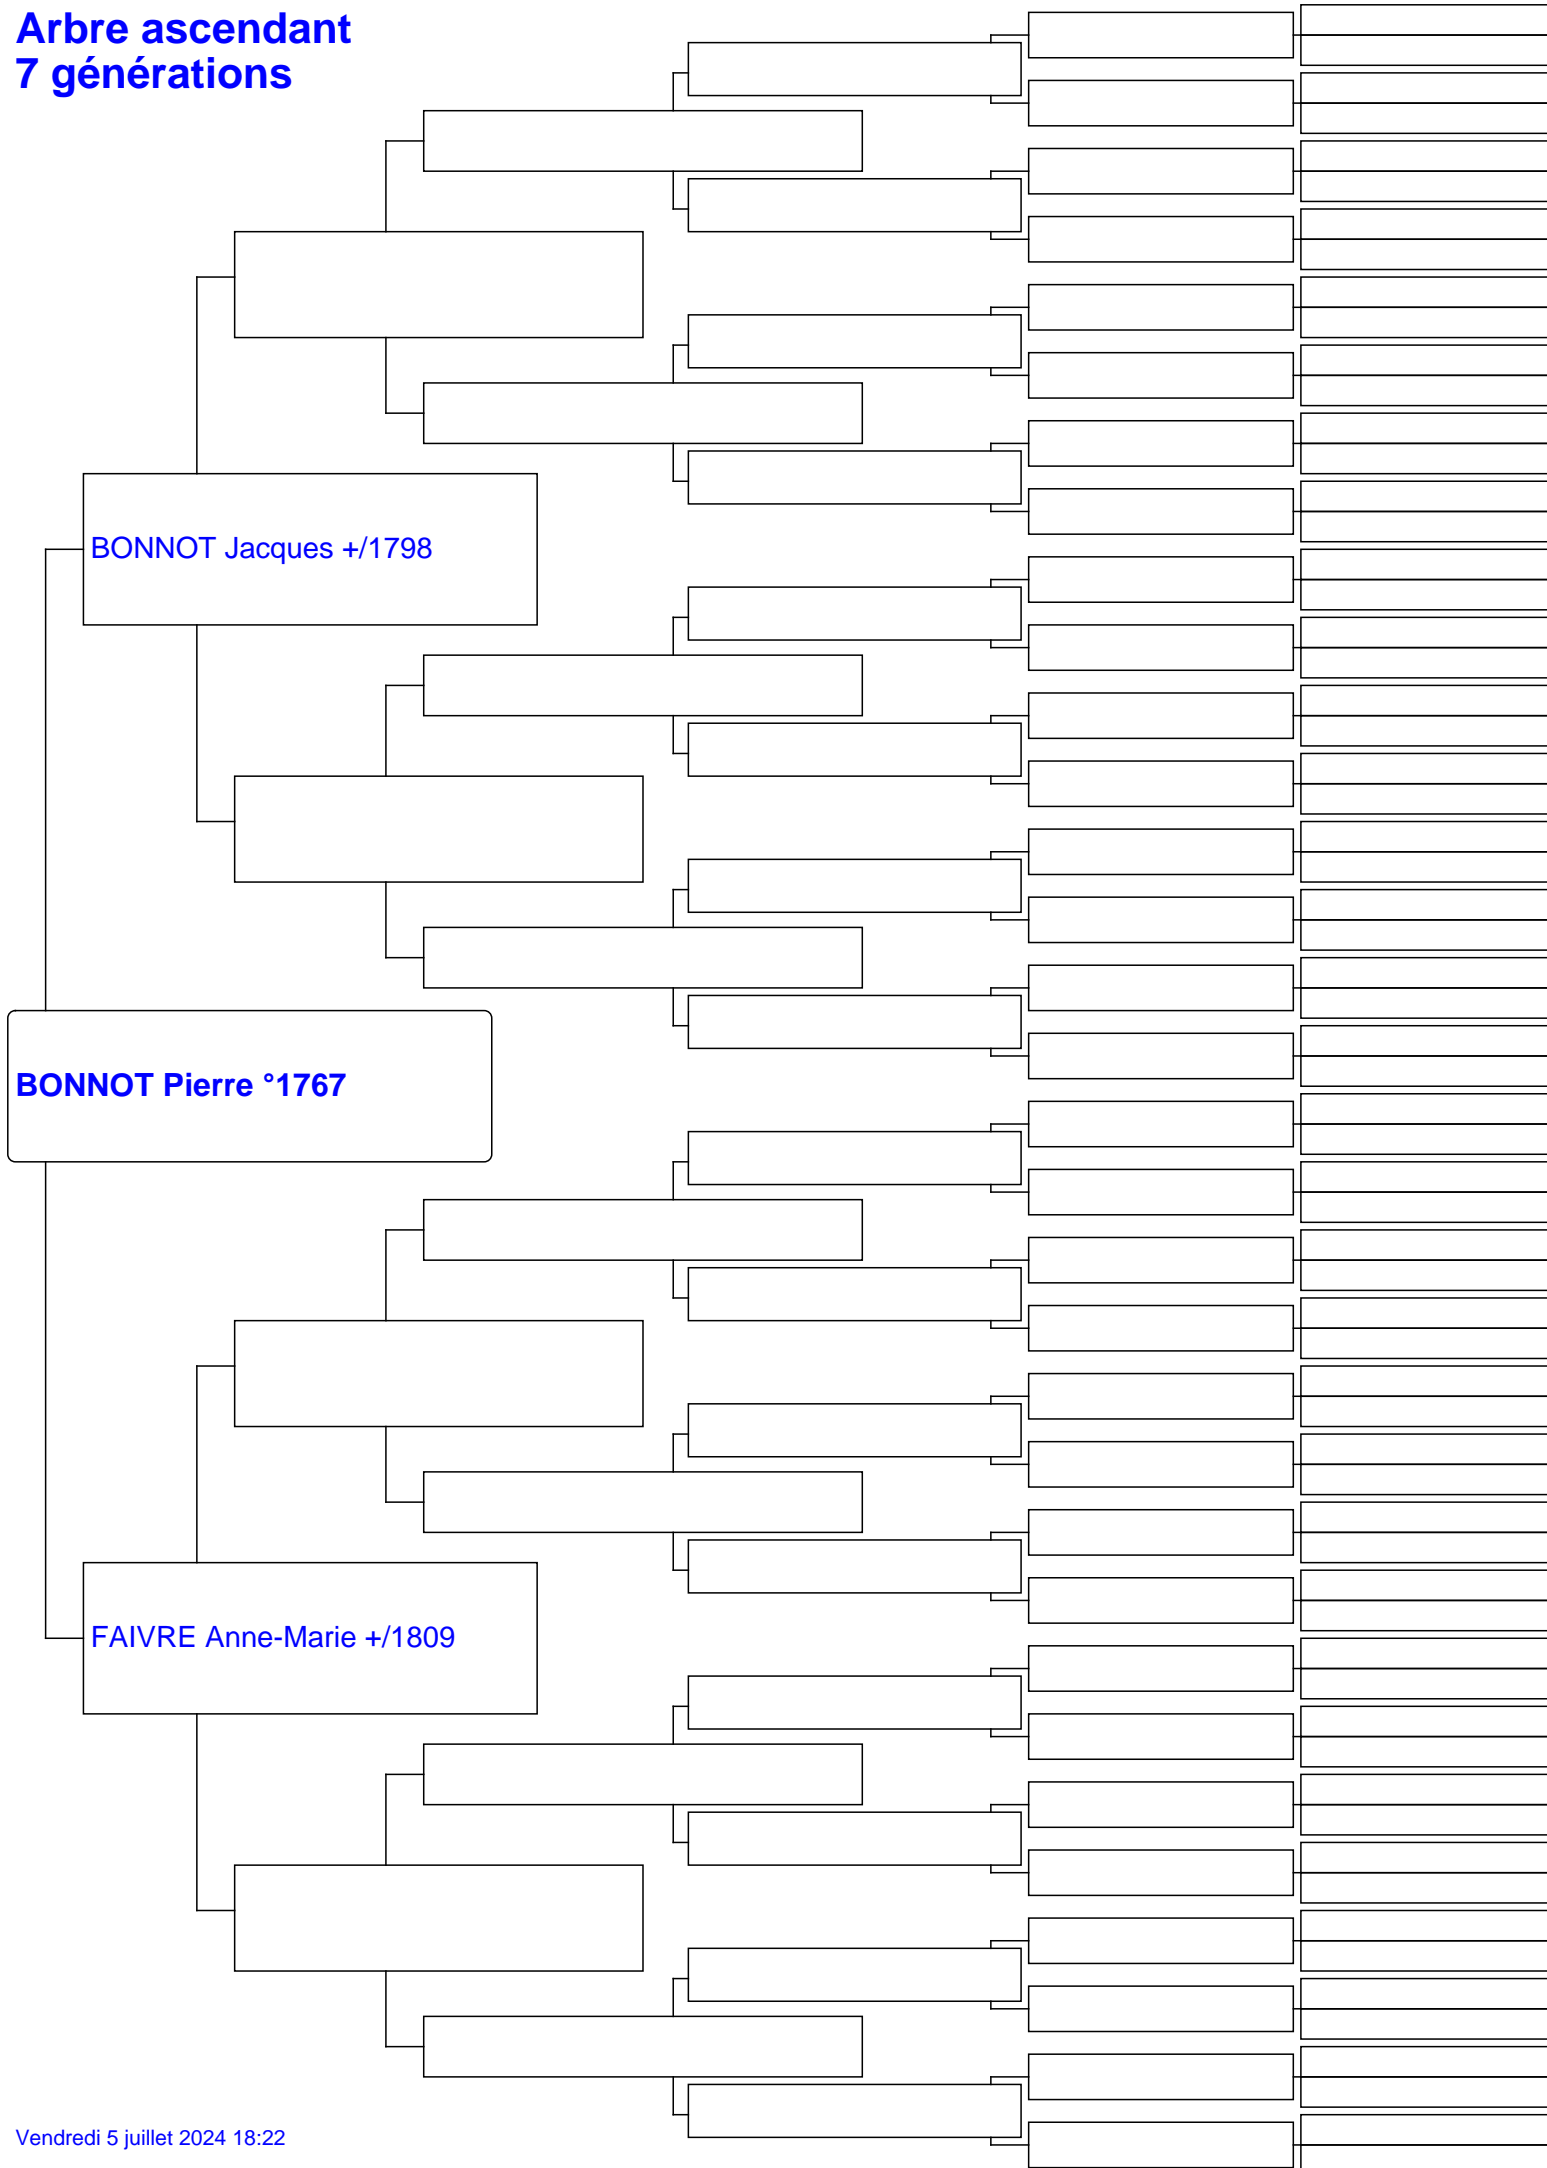 Arbre ascendant
7 générations
BONNOT Jacques +/1798
BONNOT Pierre °1767
FAIVRE Anne-Marie +/1809
Vendredi 5 juillet 2024 18:22